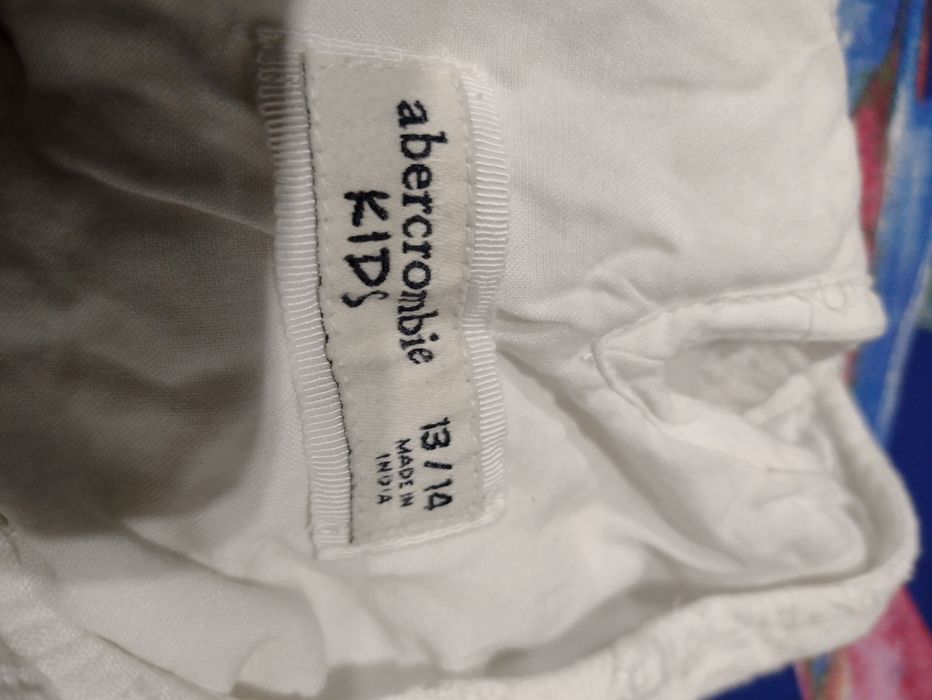 abercrombie
KIDS
13/14
MADE IN
INDIA